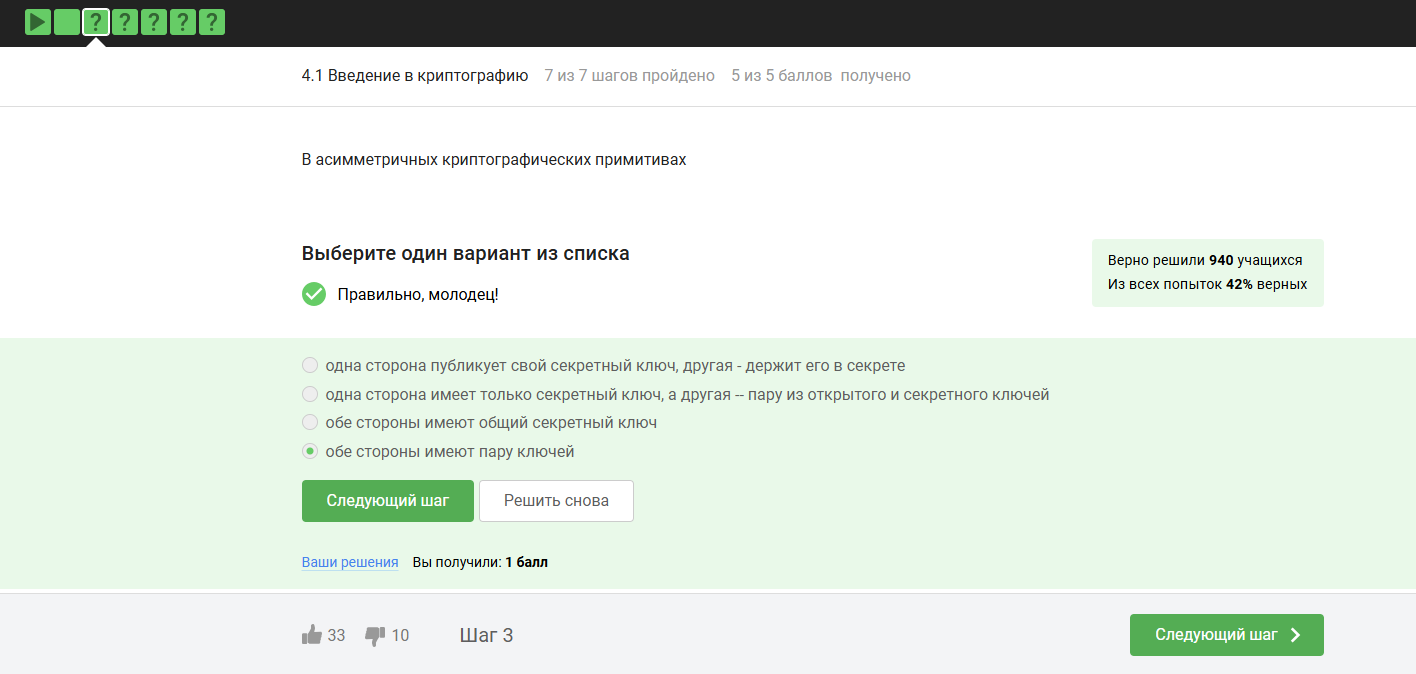 ? ? ? ? ?
4.1 Введение в криптографию 7 из 7 шагов пройдено 5 из 5 баллов получено
В асимметричных криптографических примитивах
Выберите один вариант из списка
Верно решили 940 учащихся
Из всех попыток 42% верных
Правильно, молодец!
одна сторона публикует свой секретный ключ, другая - держит его в секрете
одна сторона имеет только секретный ключ, а другая -- пару из открытого и секретного ключей
обе стороны имеют общий секретный ключ
обе стороны имеют пару ключей
Следующий шаг Решить снова
Ваши решения Вы получили: 1 балл
33 10 Шаг 3 Следующий шаг